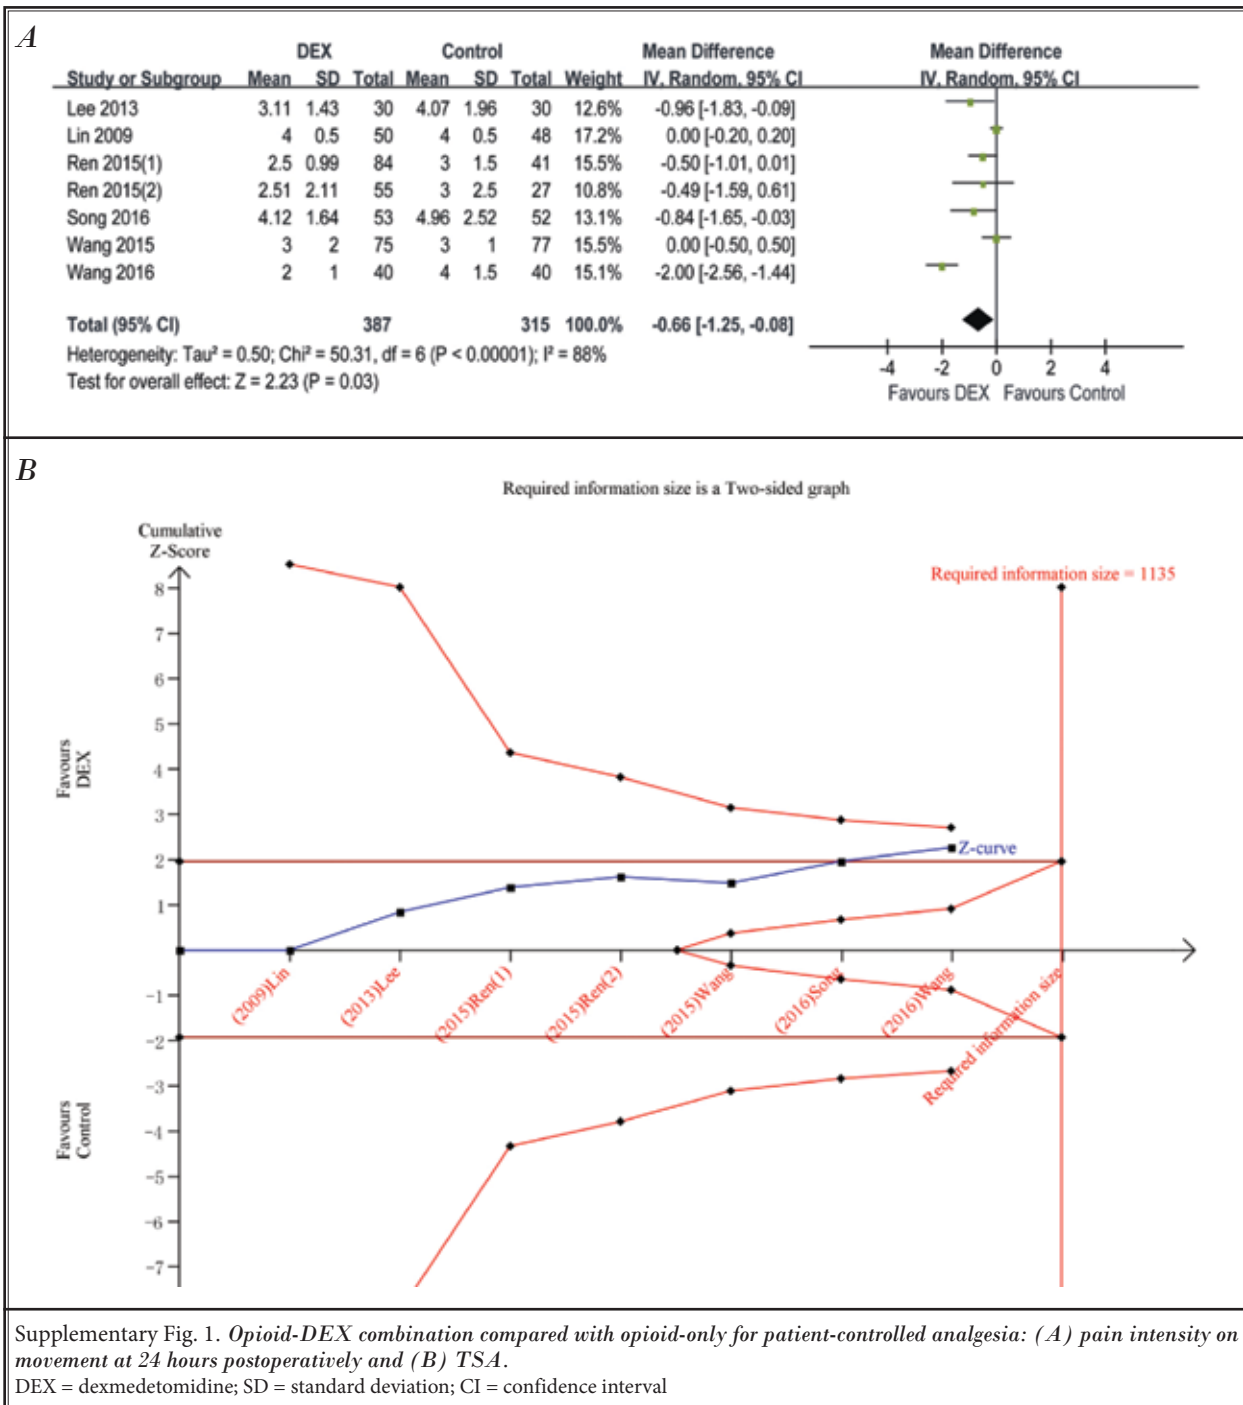 A
DEX Control Mean Difference Mean Difference
Study or Subgroup Mean SD Total Mean SD Total Weight IV, Random, 95% CI IV, Random, 95% CI
Lee 2013 3.11 1.43 30 4.07 1.96 30 12.6% -0.96 [-1.83, -0.09]
Lin 2009 4 0.5 50 4 0.5 48 17.2% 0.00 [-0.20, 0.20]
Ren 2015(1) 2.5 0.99 84 3 1.5 41 15.5% -0.50 [-1.01, 0.01]
Ren 2015(2) 2.51 2.11 55 3 2.5 27 10.8% -0.49 [-1.59, 0.61]
Song 2016 4.12 1.64 53 4.96 2.52 52 13.1% -0.84 [-1.65, -0.03]
Wang 2015 3 2 75 3 1 77 15.5% 0.00 [-0.50, 0.50]
Wang 2016 2 1 40 4 1.5 40 15.1% -2.00 [-2.56, -1.44]
Total (95% CI) 387 315 100.0% -0.66 [-1.25, -0.08]
Heterogeneity: Tau² = 0.50; Chi² = 50.31, df = 6 (P < 0.00001); I² = 88%
Test for overall effect: Z = 2.23 (P = 0.03)
-4 -2 0 2 4
Favours DEX Favours Control
B
Required information size is a Two-sided graph
Cumulative
Z-Score
Required information size = 1135
8
7
6
5
4
3
2
1
-1
-2
-3
-4
-5
-6
-7
Favours
DEX
Favours
Control
Z-curve
(2009)Lin
(2013)Lee
(2015)Ren(1)
(2015)Ren(2)
(2015)Wang
(2016)Song
(2016)Wang
Required information size
Supplementary Fig. 1. Opioid-DEX combination compared with opioid-only for patient-controlled analgesia: (A) pain intensity on
movement at 24 hours postoperatively and (B) TSA.
DEX = dexmedetomidine; SD = standard deviation; CI = confidence interval